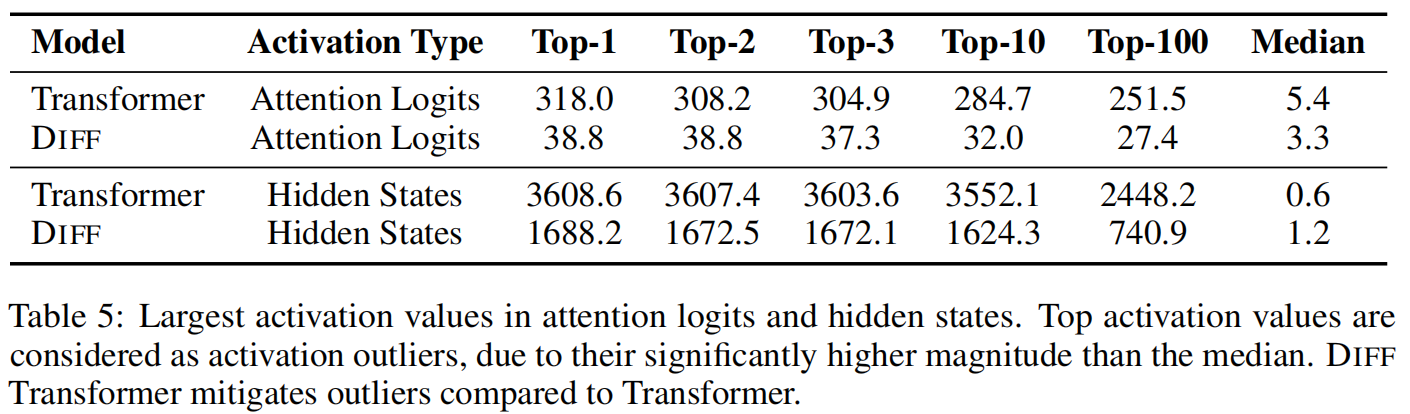 Model Activation Type Top-1 Top-2 Top-3 Top-10 Top-100 Median
Transformer Attention Logits 318.0 308.2 304.9 284.7 251.5 5.4
DIFF Attention Logits 38.8 38.8 37.3 32.0 27.4 3.3
Transformer Hidden States 3608.6 3607.4 3603.6 3552.1 2448.2 0.6
DIFF Hidden States 1688.2 1672.5 1672.1 1624.3 740.9 1.2
Table 5: Largest activation values in attention logits and hidden states. Top activation values are
considered as activation outliers, due to their significantly higher magnitude than the median. DIFF
Transformer mitigates outliers compared to Transformer.